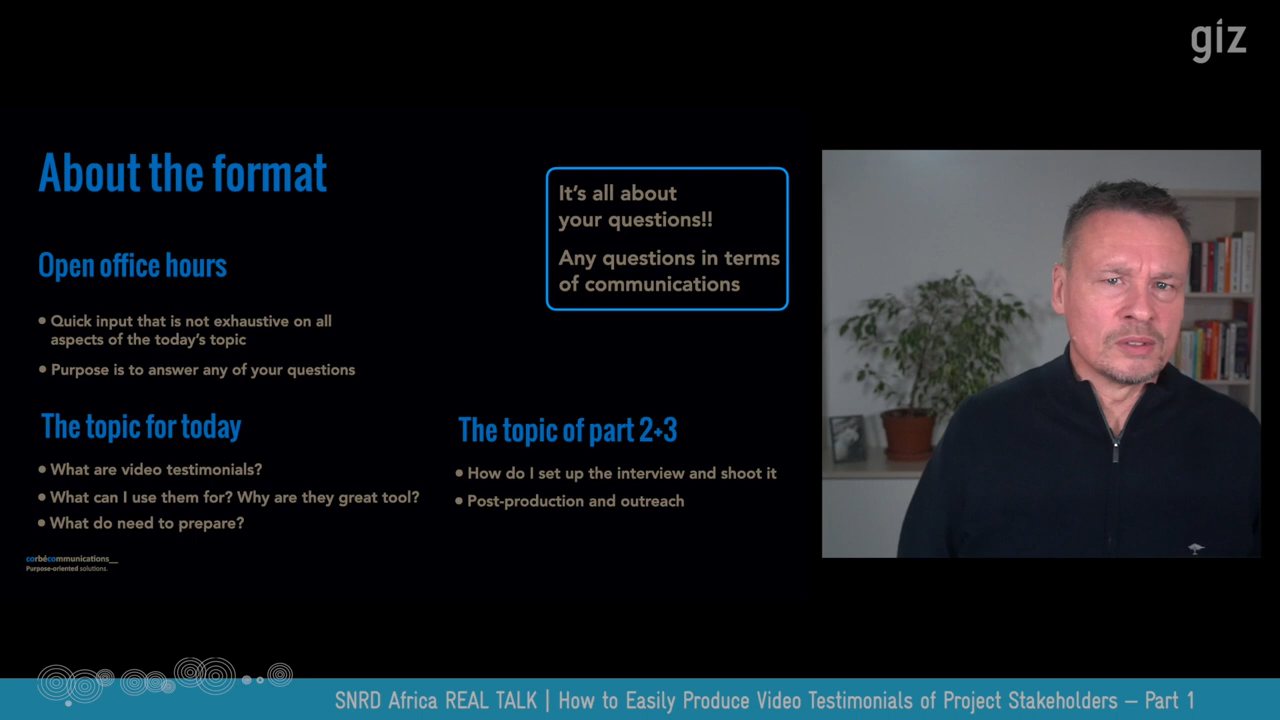 giz
About the format
It's all about
your questions!!
Any questions in terms
of communications
Open office hours
• Quick input that is not exhaustive on all
aspects of the today's topic
• Purpose is to answer any of your questions
The topic for today
• What are video testimonials?
• What can I use them for? Why are they great tool?
• What do need to prepare?
The topic of part 2+3
• How do I set up the interview and shoot it
• Post-production and outreach
corbécommunications__
Purpose-oriented solutions.
SNRD Africa REAL TALK | How to Easily Produce Video Testimonials of Project Stakeholders – Part 1